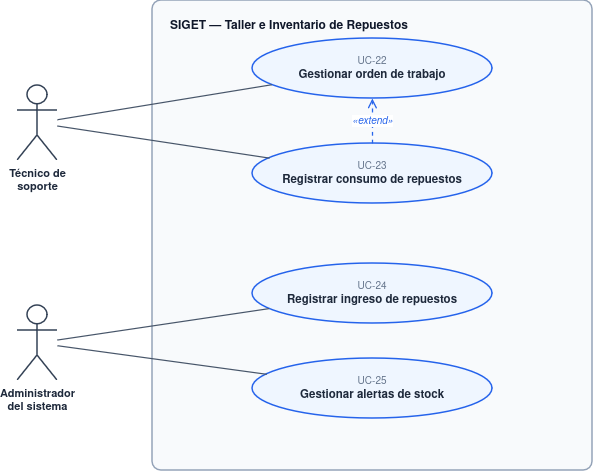 SIGET — Taller e Inventario de Repuestos
UC-22
Gestionar orden de trabajo
«extend»
UC-23
Registrar consumo de repuestos
Técnico de
soporte
UC-24
Registrar ingreso de repuestos
UC-25
Gestionar alertas de stock
Administrador
del sistema